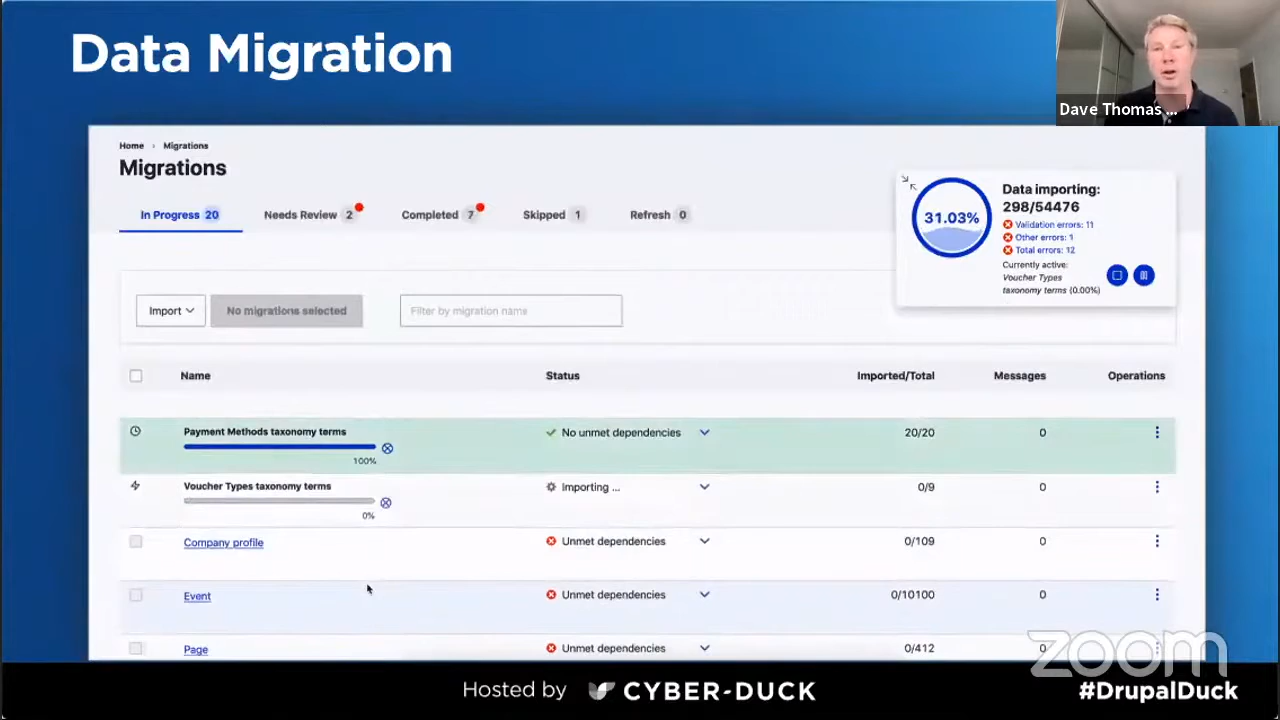 Data Migration
Dave Thomas ...
Home › Migrations
Migrations
In Progress 20
Needs Review 2
Completed 7
Skipped 1
Refresh 0
31.03%
Data importing:
298/54476
Validation errors: 11
Other errors: 1
Total errors: 12
Currently active:
Voucher Types
taxonomy terms (0.00%)
Import
No migrations selected
Filter by migration name
Name Status Imported/Total Messages Operations
Payment Methods taxonomy terms No unmet dependencies 20/20 0
100%
Voucher Types taxonomy terms Importing ... 0/9 0
0%
Company profile Unmet dependencies 0/109 0
Event Unmet dependencies 0/10100 0
Page Unmet dependencies 0/412 0
zoom
Hosted by CYBER-DUCK
#DrupalDuck